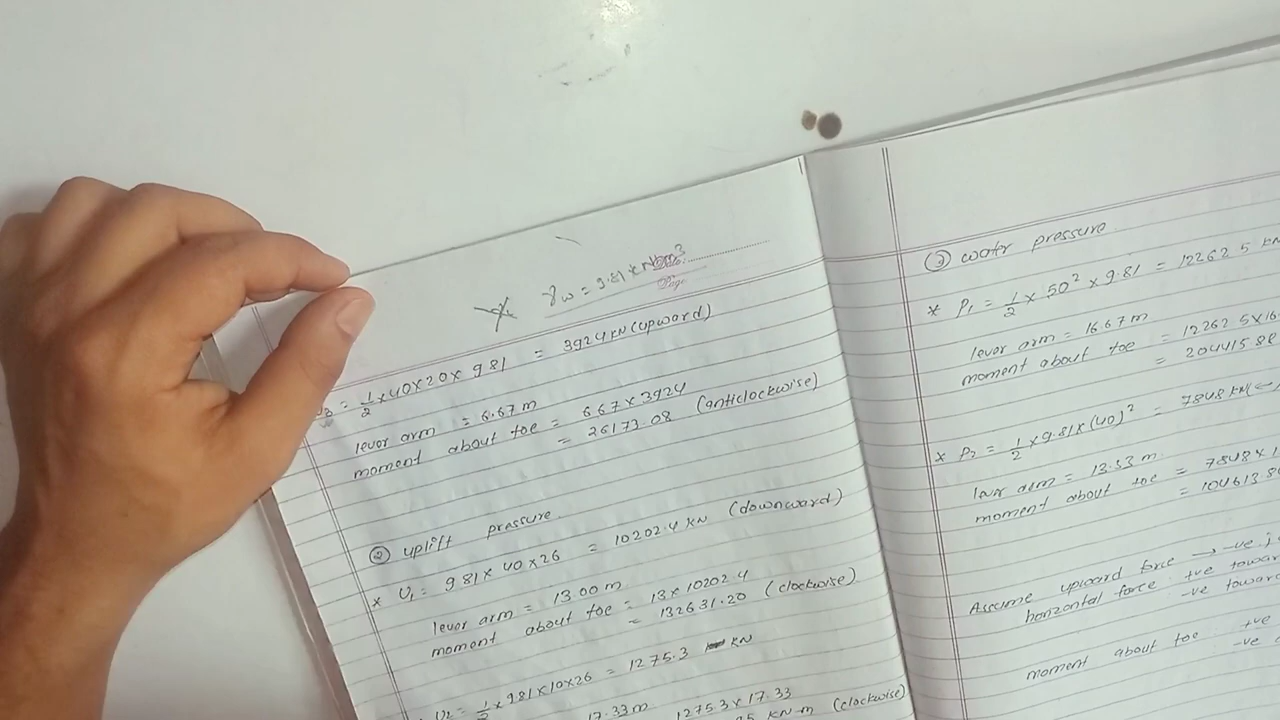 γw = 9.81 kN/m³
Page
= 1/2 × 40 × 20 × 9.81 = 3924 kN (upward)
lever arm = 6.67 m
moment about toe = 6.67 × 3924
= 26173.08 (anticlockwise)
② uplift pressure
* U₁ = 9.81 × 40 × 26 = 10202.4 kN (downward)
lever arm = 13.00 m
moment about toe = 13 × 10202.4
= 132631.20 (clockwise)
U₂ = 1/2 × 9.81 × 10 × 26 = 1275.3 kN
17.33 m
1275.3 × 17.33
kN-m (clockwise)
③ water pressure
* P₁ = 1/2 × 50² × 9.81 = 12262.5 KN
lever arm = 16.67 m
moment about toe = 12262.5 × 16
= 204415.88
* P₂ = 1/2 × 9.81 × (40)² = 7848 kN (←
lever arm = 13.33 m
moment about toe = 7848 × 1
= 104613.8
Assume upward force → -ve
horizontal force +ve towar
-ve toward
moment about toe +ve
-ve